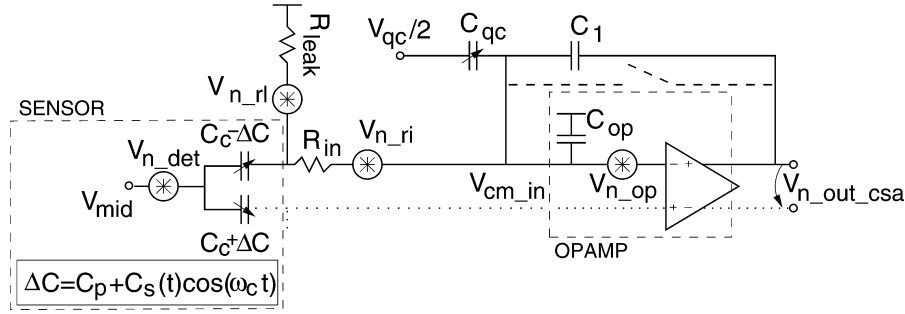 R_leak
V_qc/2
C_qc
C_1
V_n_rl
SENSOR
C_c-ΔC
V_n_det
R_in
V_n_ri
C_op
V_mid
V_cm_in
V_n_op
- +
+ -
V_n_out_csa
C_c+ΔC
OPAMP
ΔC=C_p+C_s(t)cos(ω_c t)